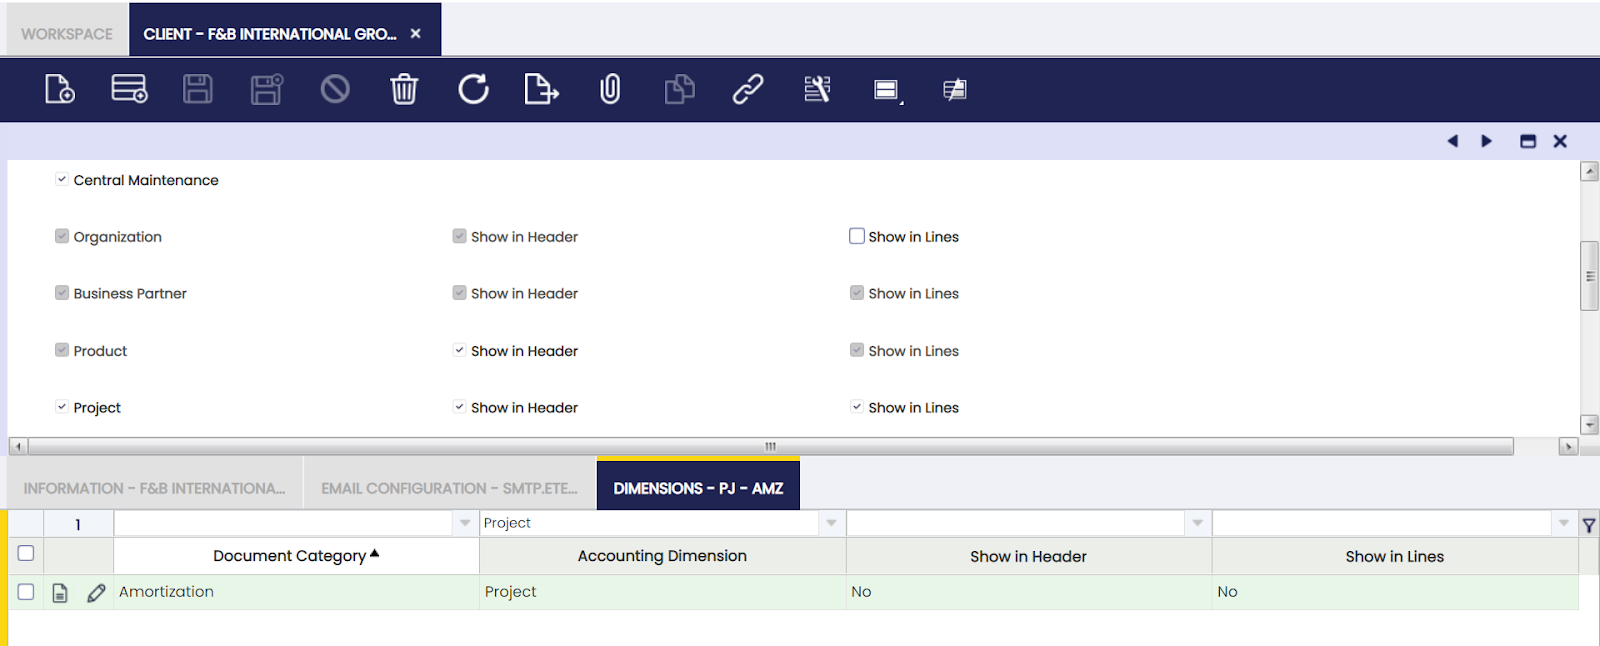 WORKSPACE CLIENT - F&B INTERNATIONAL GRO...
Central Maintenance
Organization Show in Header Show in Lines
Business Partner Show in Header Show in Lines
Product Show in Header Show in Lines
Project Show in Header Show in Lines
INFORMATION - F&B INTERNATIONA... EMAIL CONFIGURATION - SMTP.ETE... DIMENSIONS - PJ - AMZ
1 Project
Document Category Accounting Dimension Show in Header Show in Lines
Amortization Project No No